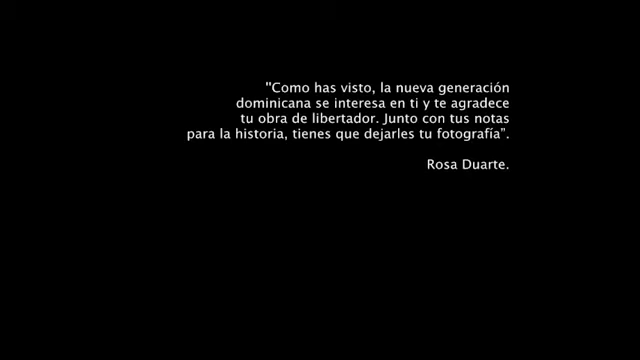 "Como has visto, la nueva generación
dominicana se interesa en ti y te agradece
tu obra de libertador. Junto con tus notas
para la historia, tienes que dejarles tu fotografía”.
Rosa Duarte.